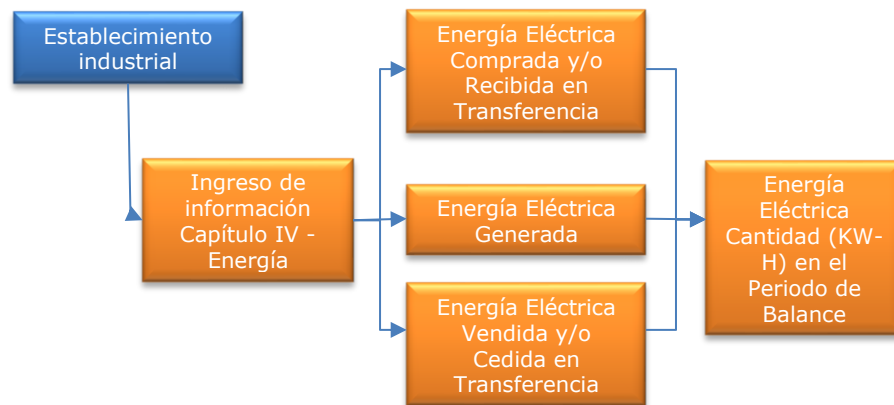 Establecimiento
industrial
Ingreso de
información
Capítulo IV -
Energía
Energía Eléctrica
Comprada y/o
Recibida en
Transferencia
Energía Eléctrica
Generada
Energía Eléctrica
Vendida y/o
Cedida en
Transferencia
Energía
Eléctrica
Cantidad (KW-
H) en el
Periodo de
Balance